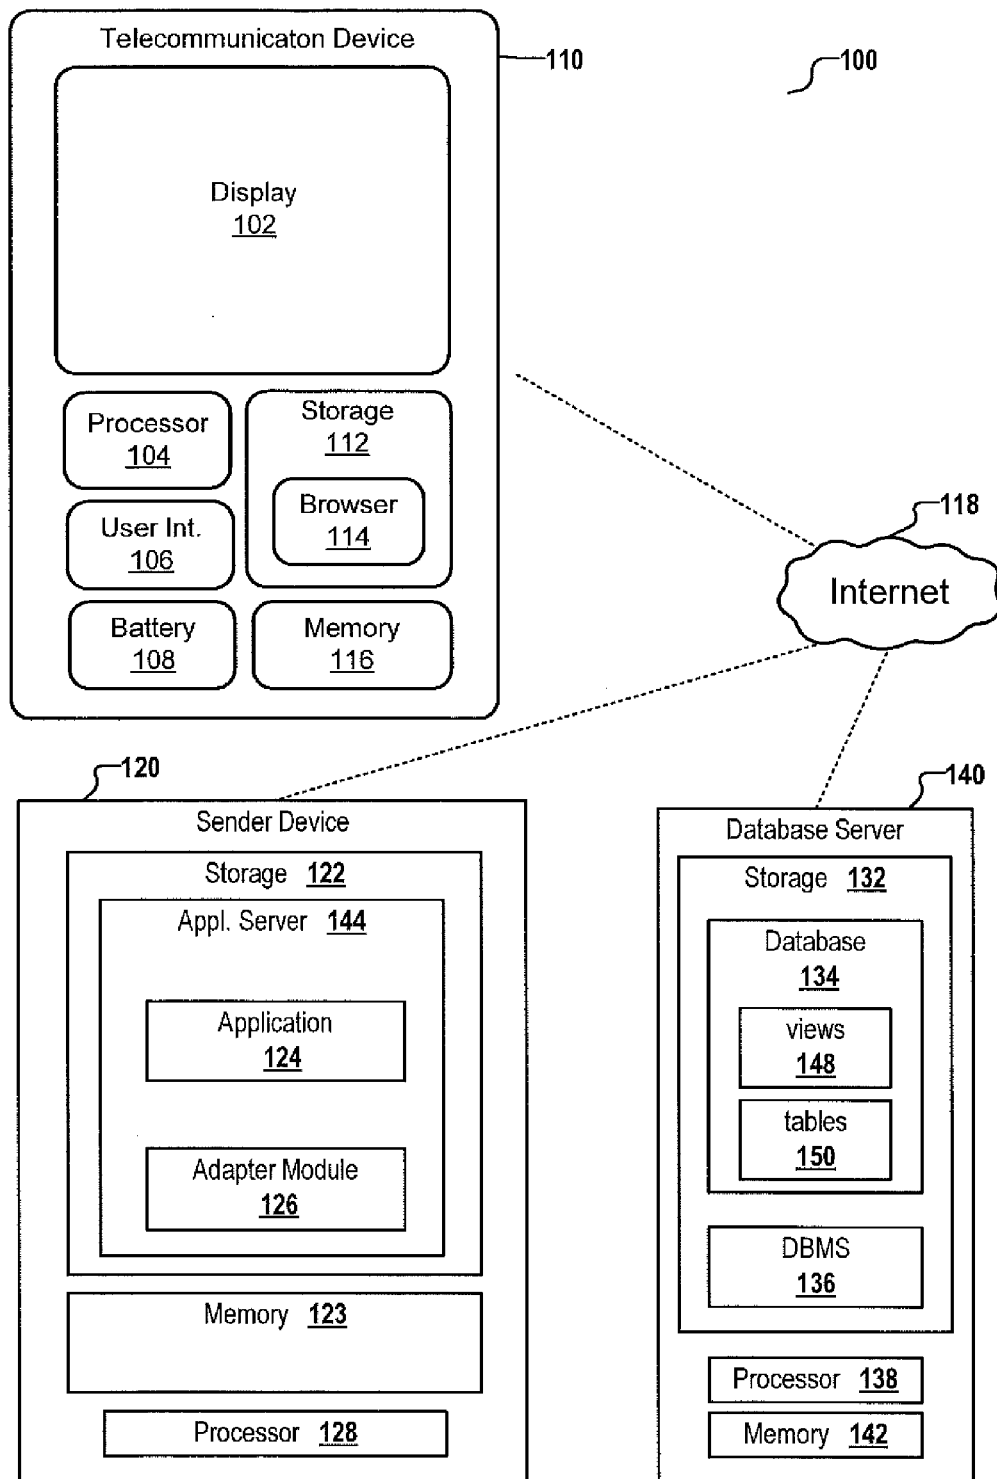 Telecommunicaton Device
110
100
Display
102
Processor
104
Storage
112
Browser
114
User Int.
106
Battery
108
Memory
116
118
Internet
120
Sender Device
Storage 122
Appl. Server 144
Application
124
Adapter Module
126
Memory 123
Processor 128
140
Database Server
Storage 132
Database
134
views
148
tables
150
DBMS
136
Processor 138
Memory 142